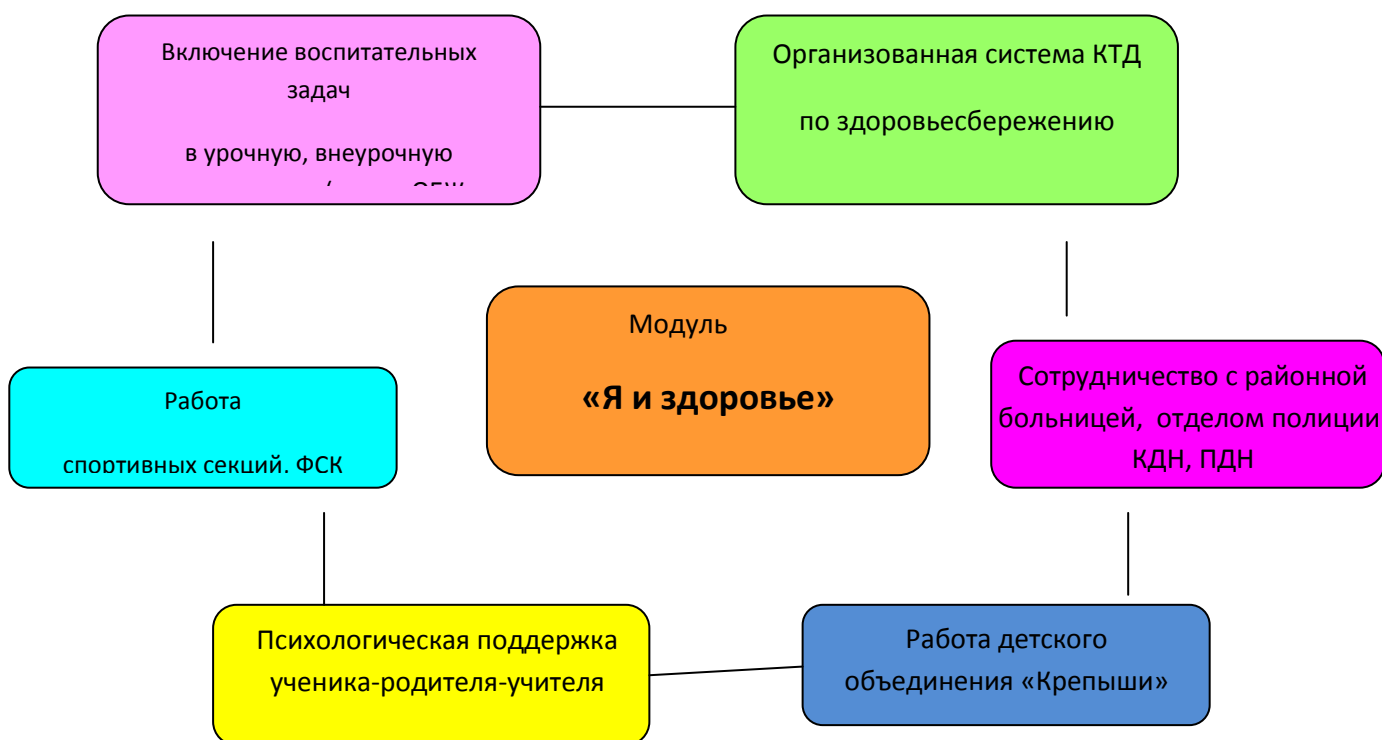 Включение воспитательных
задач
в урочную, внеурочную
ОБЖ
Организованная система КТД
по здоровьесбережению
Модуль
«Я и здоровье»
Работа
спортивных секций. ФСК
Сотрудничество с районной
больницей, отделом полиции
КДН, ПДН
Психологическая поддержка
ученика-родителя-учителя
Работа детского
объединения «Крепыши»